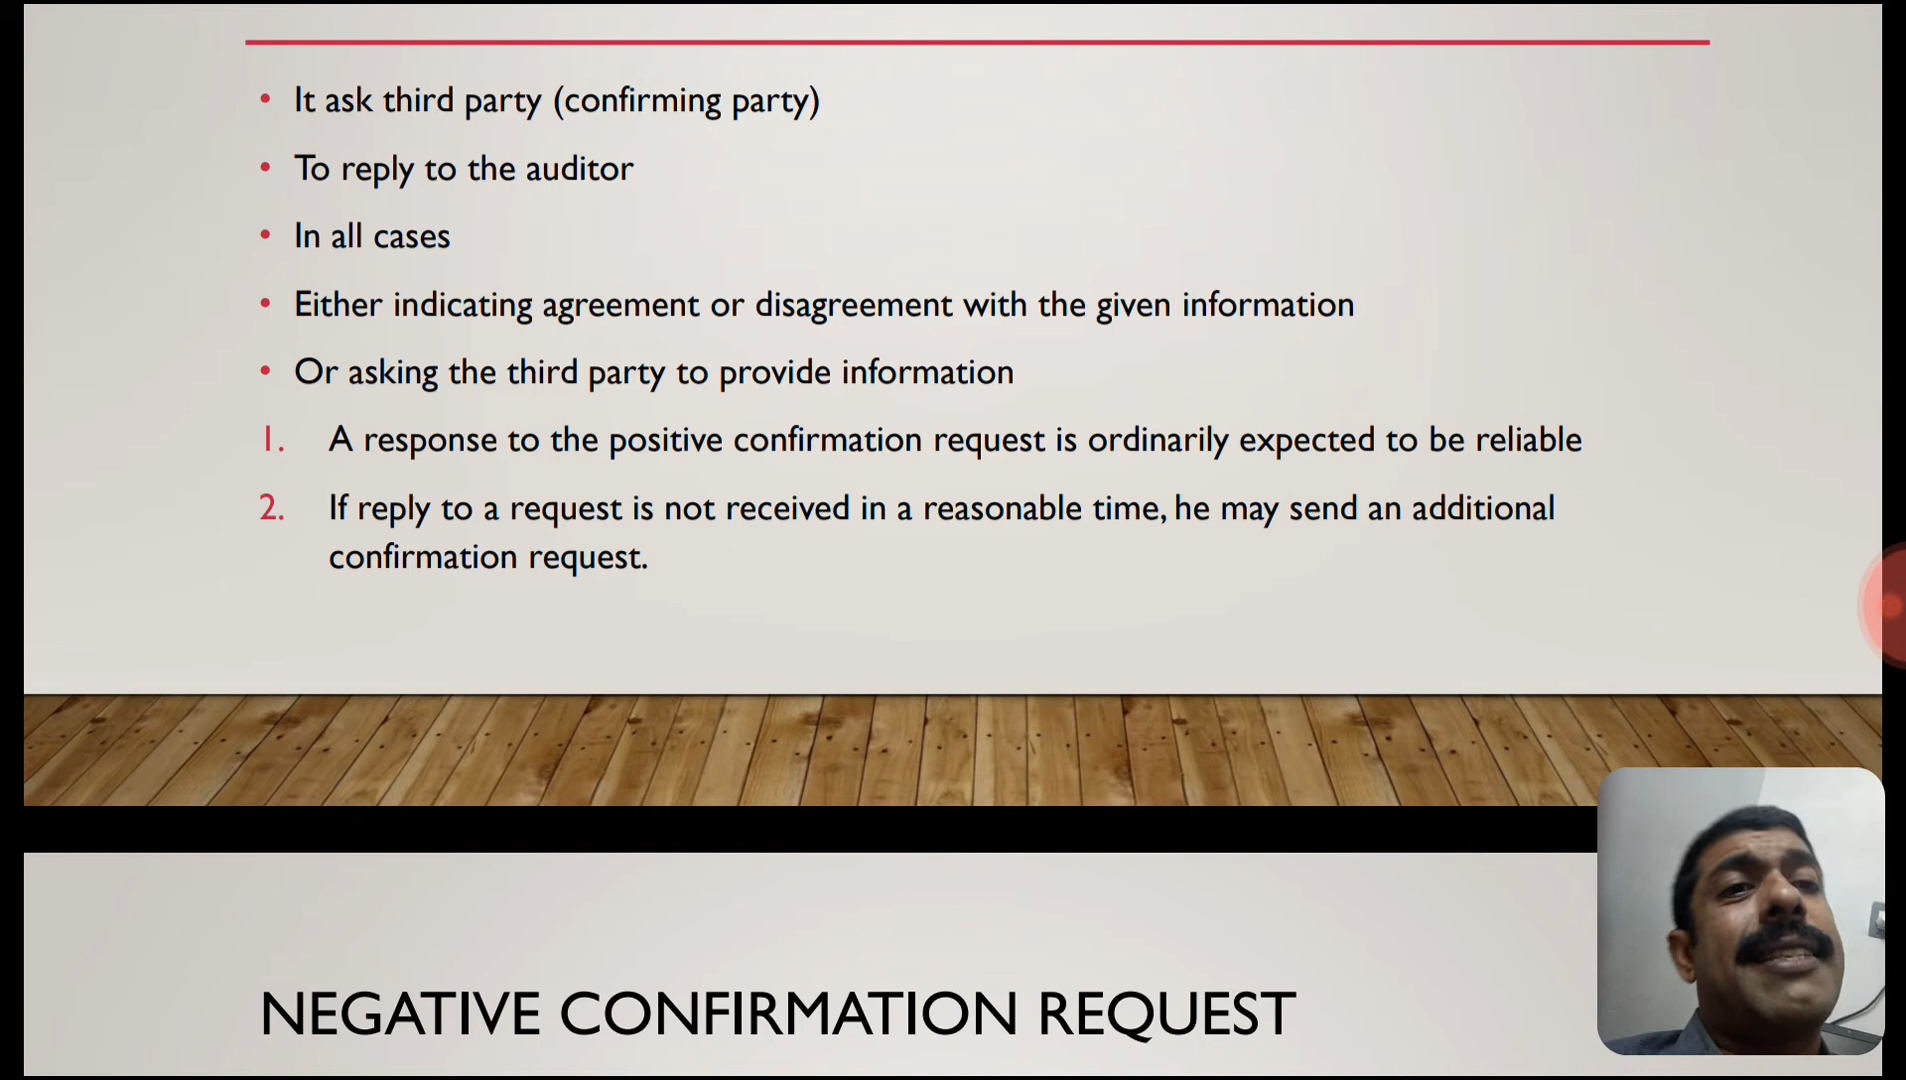 • It ask third party (confirming party)
• To reply to the auditor
• In all cases
• Either indicating agreement or disagreement with the given information
• Or asking the third party to provide information
1. A response to the positive confirmation request is ordinarily expected to be reliable
2. If reply to a request is not received in a reasonable time, he may send an additional
confirmation request.
NEGATIVE CONFIRMATION REQUEST